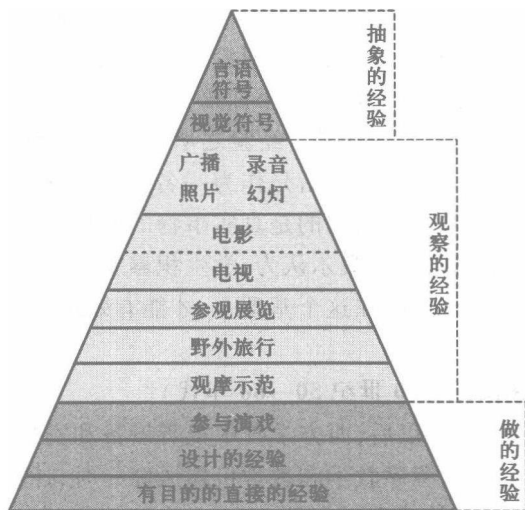 言语
符号
视觉符号
广播 录音
照片 幻灯
电影
电视
参观展览
野外旅行
观摩示范
参与演戏
设计的经验
有目的的直接的经验
抽象的经验
观察的经验
做的经验